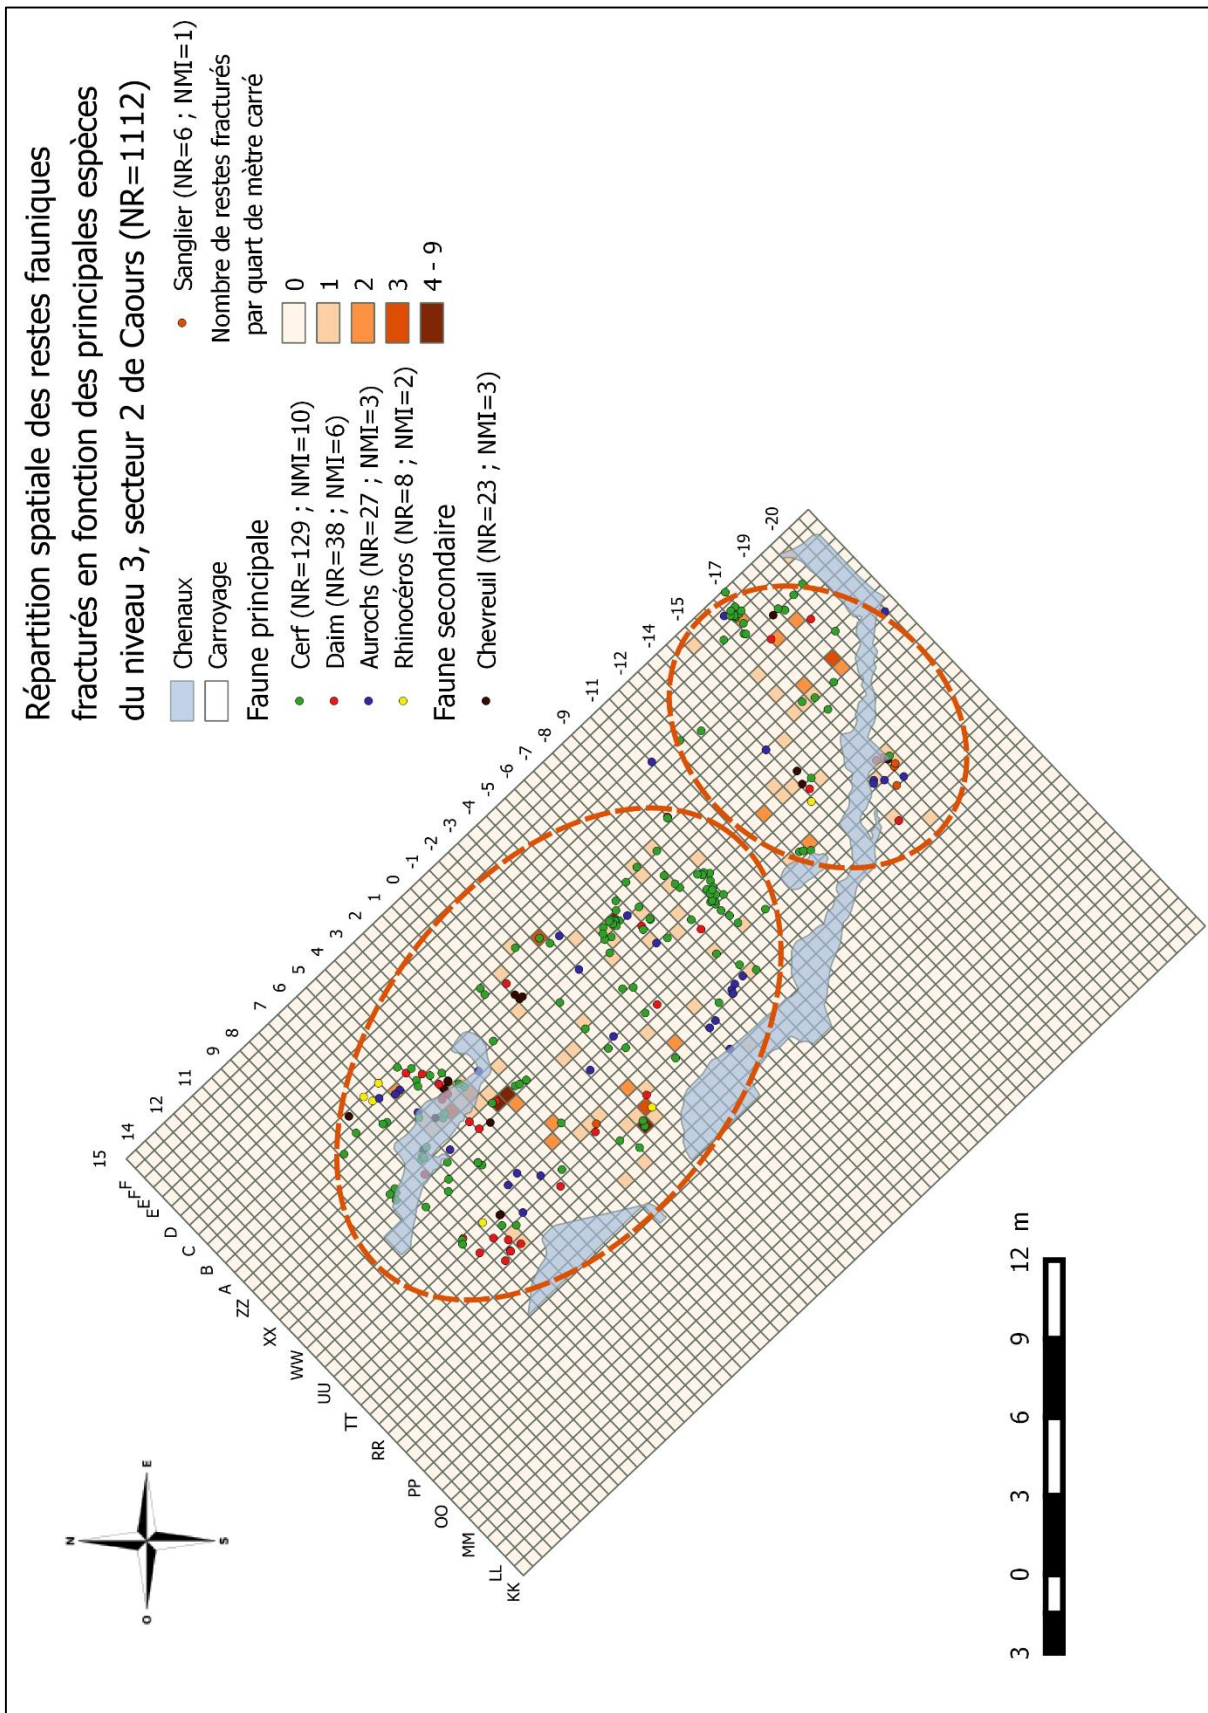 Répartition spatiale des restes fauniques
fracturés en fonction des principales espèces
du niveau 3, secteur 2 de Caours (NR=1112)
Chenaux
Carroyage
Faune principale
Cerf (NR=129 ; NMI=10)
Daim (NR=38 ; NMI=6)
Aurochs (NR=27 ; NMI=3)
Rhinocéros (NR=8 ; NMI=2)
Faune secondaire
Chevreuil (NR=23 ; NMI=3)
Sanglier (NR=6 ; NMI=1)
Nombre de restes fracturés
par quart de mètre carré
0
1
2
3
4 - 9
N
E
S
O
15
14
12
11
9
8
7
6
5
4
3
2
1
0
-1
-2
-3
-4
-5
-6
-7
-8
-9
-11
-12
-14
-15
-17
-19
-20
F
F
E
E
D
C
B
A
ZZ
XX
WW
UU
TT
RR
PP
OO
MM
LL
KK
3 0 3 6 9 12 m